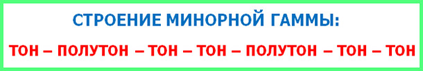 СТРОЕНИЕ МИНОРНОЙ ГАММЫ:
ТОН – ПОЛУТОН – ТОН – ТОН – ПОЛУТОН – ТОН – ТОН